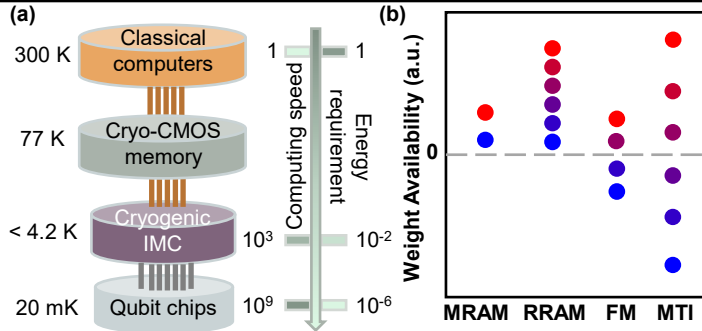 (a)
300 K
Classical
computers
77 K
Cryo-CMOS
memory
< 4.2 K
Cryogenic
IMC
20 mK
Qubit chips
1
1
Computing speed
Energy
requirement
10³
10⁻²
10⁹
10⁻⁶
(b)
Weight Availability (a.u.)
0
MRAM RRAM FM MTI